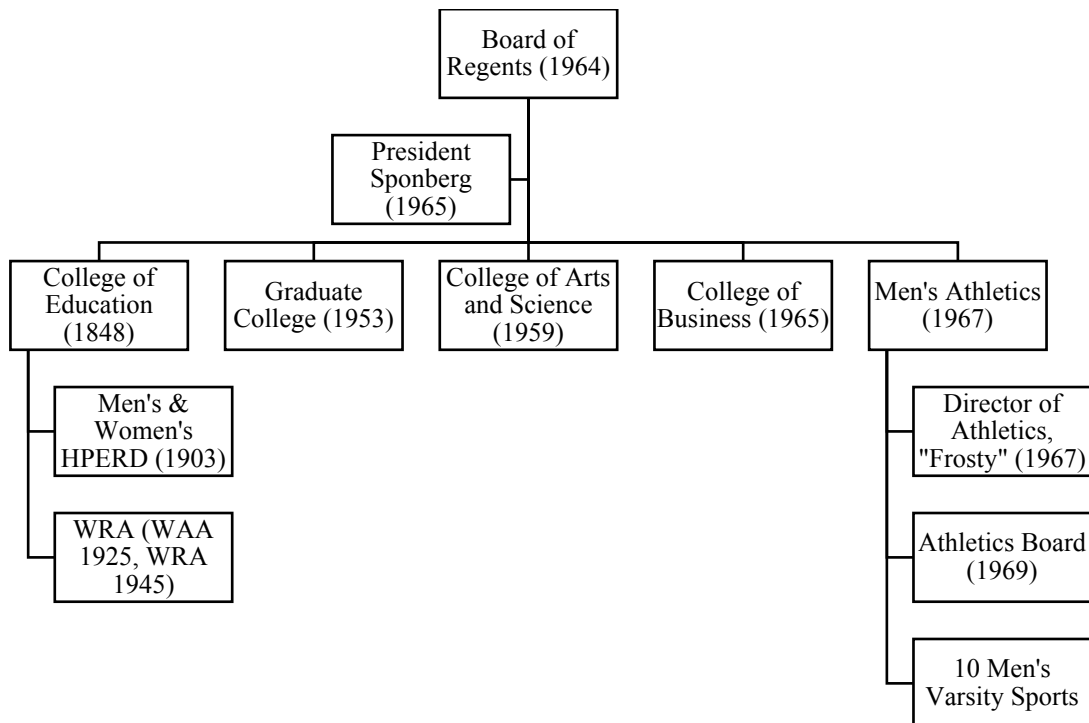 Board of
Regents (1964)
President
Sponberg
(1965)
College of
Education
(1848)
Graduate
College (1953)
College of Arts
and Science
(1959)
College of
Business (1965)
Men's Athletics
(1967)
Men's &
Women's
HPERD (1903)
WRA (WAA
1925, WRA
1945)
Director of
Athletics,
"Frosty" (1967)
Athletics Board
(1969)
10 Men's
Varsity Sports